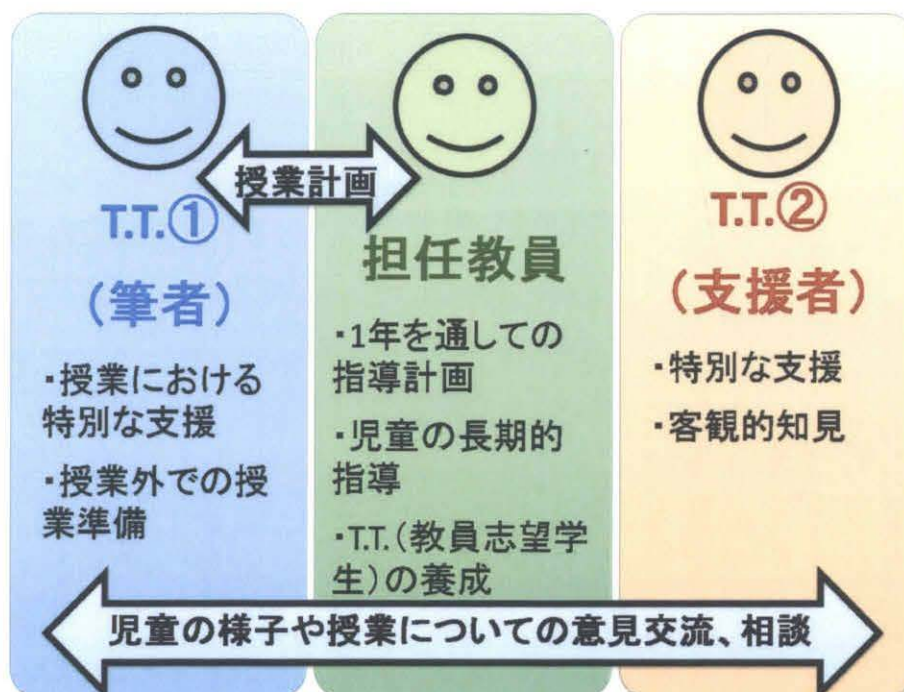 授業計画
T.T.①
(筆者)
・授業における
特別な支援
・授業外での授
業準備
担任教員
・1年を通しての
指導計画
・児童の長期的
指導
・T.T.(教員志望学
生)の養成
T.T.②
(支援者)
・特別な支援
・客観的知見
児童の様子や授業についての意見交流、相談